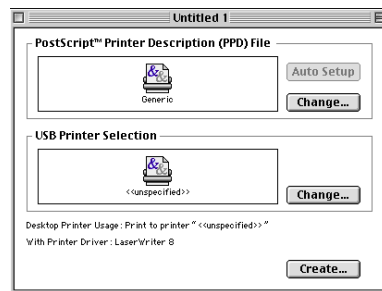 Untitled 1
PostScript™ Printer Description (PPD) File
Generic
Auto Setup
Change...
USB Printer Selection
<<unspecified>>
Change...
Desktop Printer Usage: Print to printer "<<unspecified>>"
With Printer Driver: LaserWriter 8
Create...